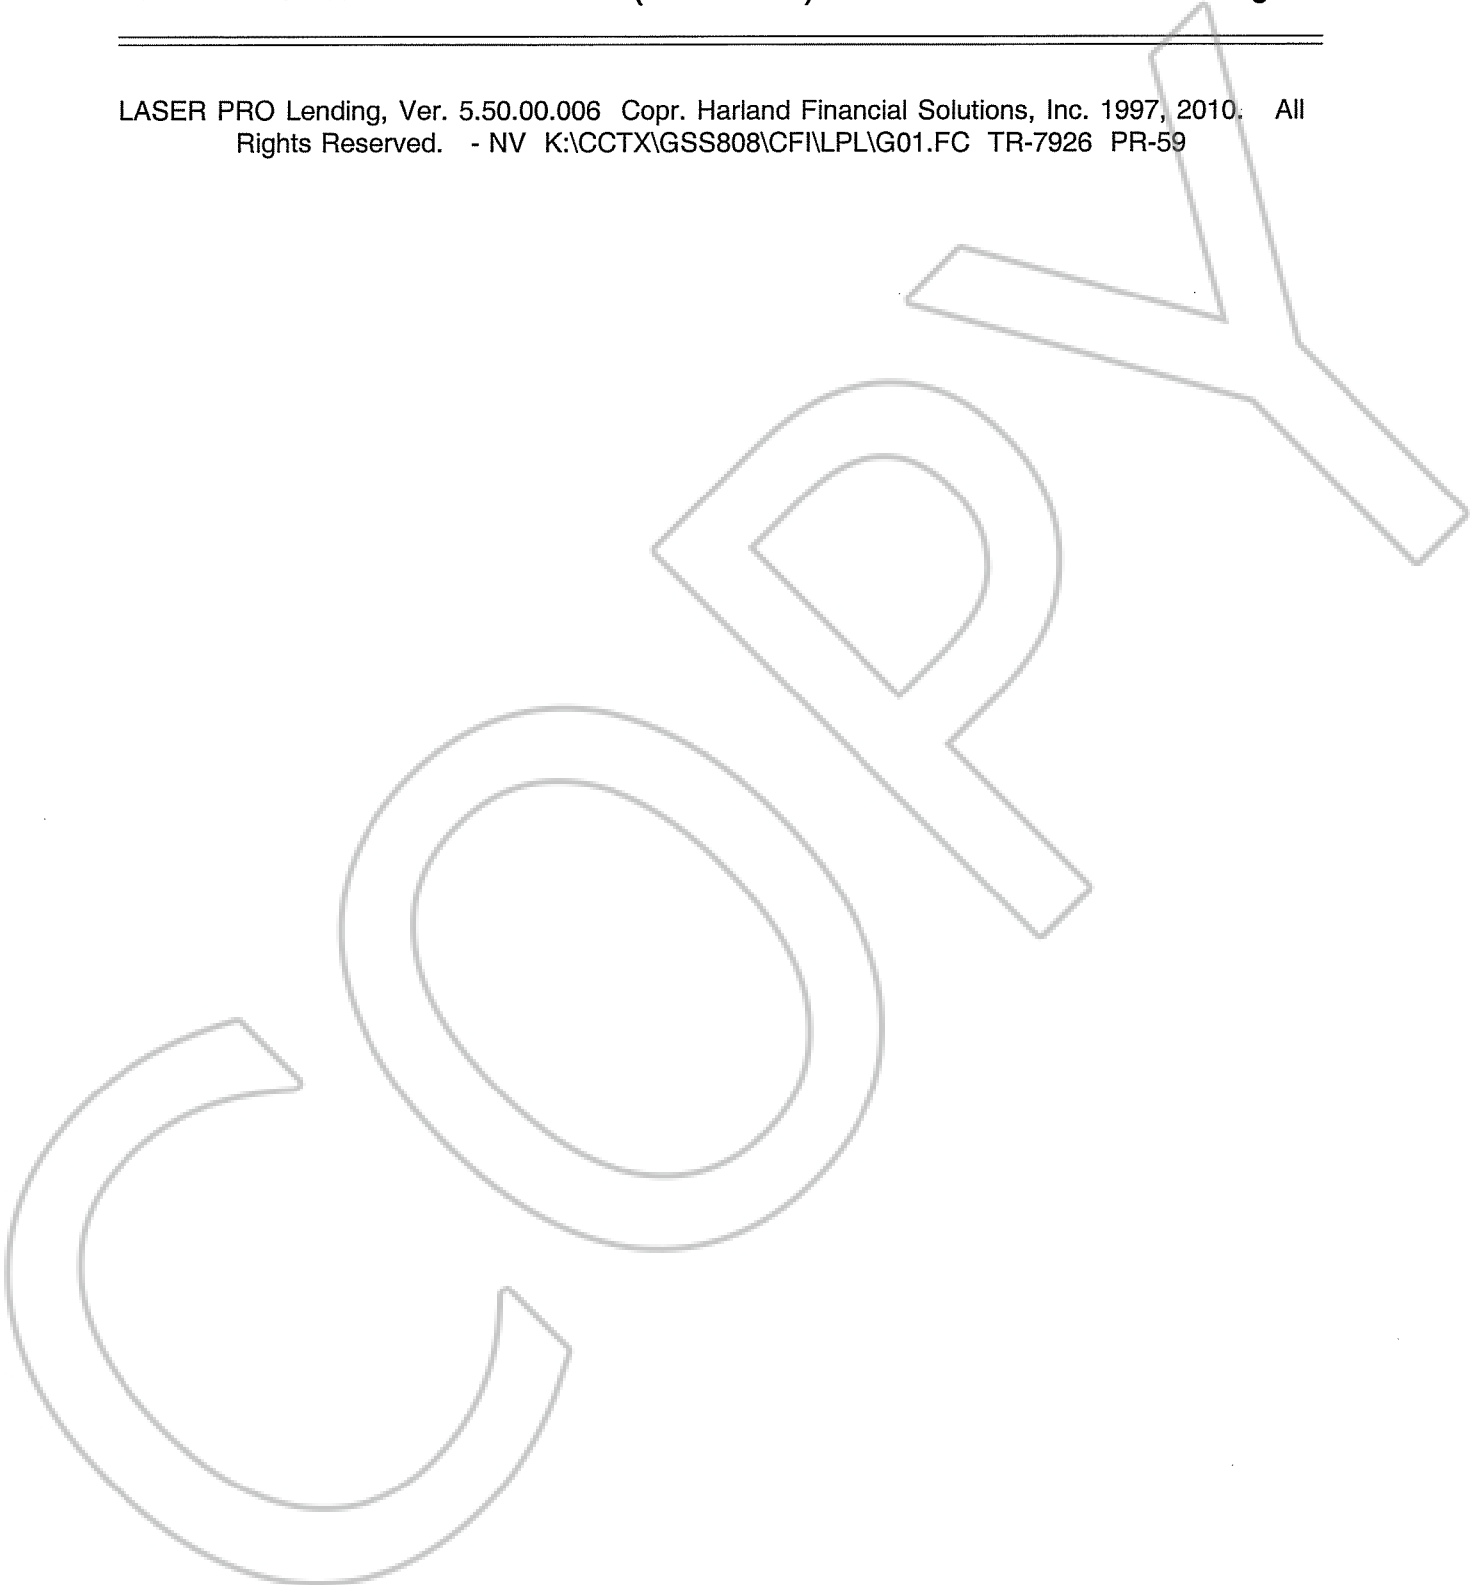 LASER PRO Lending, Ver. 5.50.00.006 Copr. Harland Financial Solutions, Inc. 1997, 2010. All
Rights Reserved. - NV K:\CCTX\GSS808\CFI\LPL\G01.FC TR-7926 PR-59
COPY